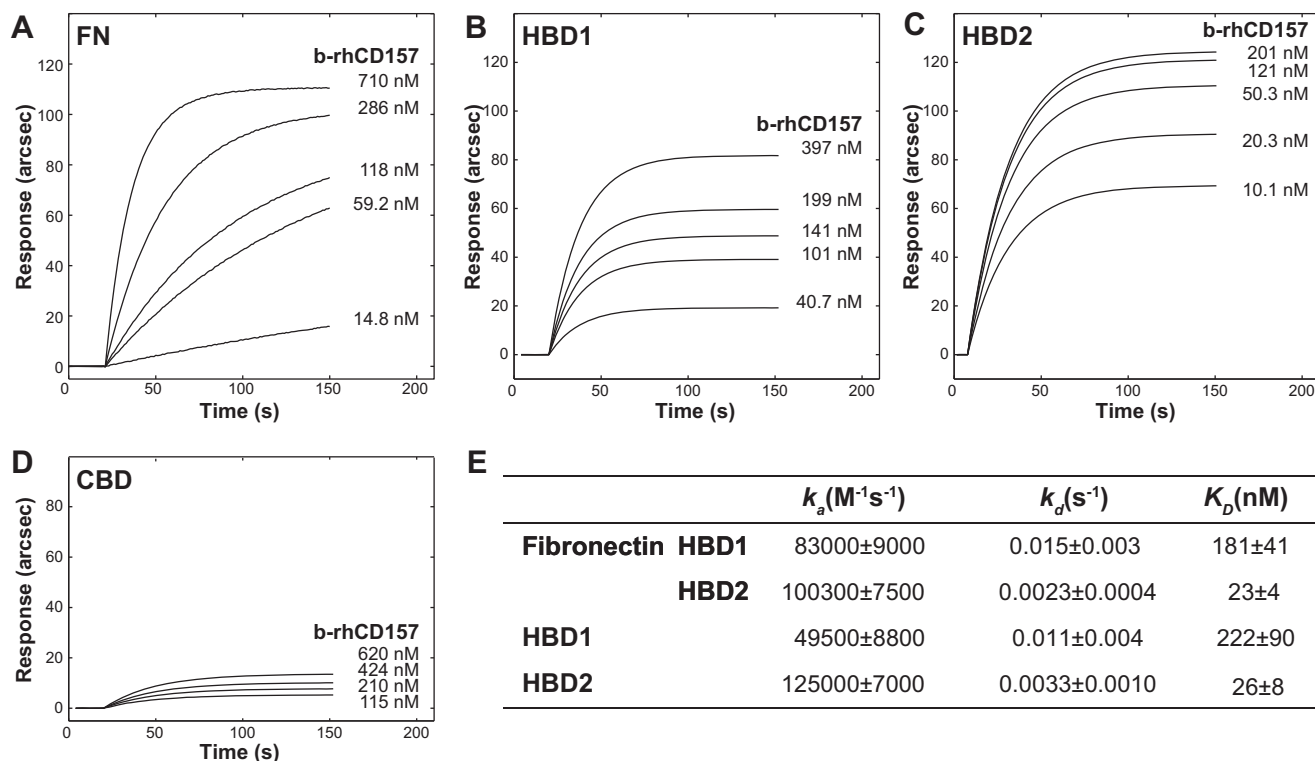 A
FN
b-rhCD157
710 nM
286 nM
118 nM
59.2 nM
14.8 nM
Response (arcsec)
120
100
80
60
40
20
0
0 50 100 150 200
Time (s)
B
HBD1
b-rhCD157
397 nM
199 nM
141 nM
101 nM
40.7 nM
Response (arcsec)
120
100
80
60
40
20
0
0 50 100 150 200
Time (s)
C
HBD2
b-rhCD157
201 nM
121 nM
50.3 nM
20.3 nM
10.1 nM
Response (arcsec)
120
100
80
60
40
20
0
0 50 100 150 200
Time (s)
D
CBD
b-rhCD157
620 nM
424 nM
210 nM
115 nM
Response (arcsec)
80
60
40
20
0
0 50 100 150 200
Time (s)
E
kₐ(M⁻¹s⁻¹) k_d(s⁻¹) K_D(nM)
Fibronectin HBD1 83000±9000 0.015±0.003 181±41
HBD2 100300±7500 0.0023±0.0004 23±4
HBD1 49500±8800 0.011±0.004 222±90
HBD2 125000±7000 0.0033±0.0010 26±8